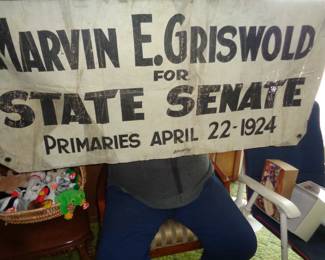 MARVIN E. GRISWOLD
FOR
STATE SENATE
PRIMARIES APRIL 22-1924